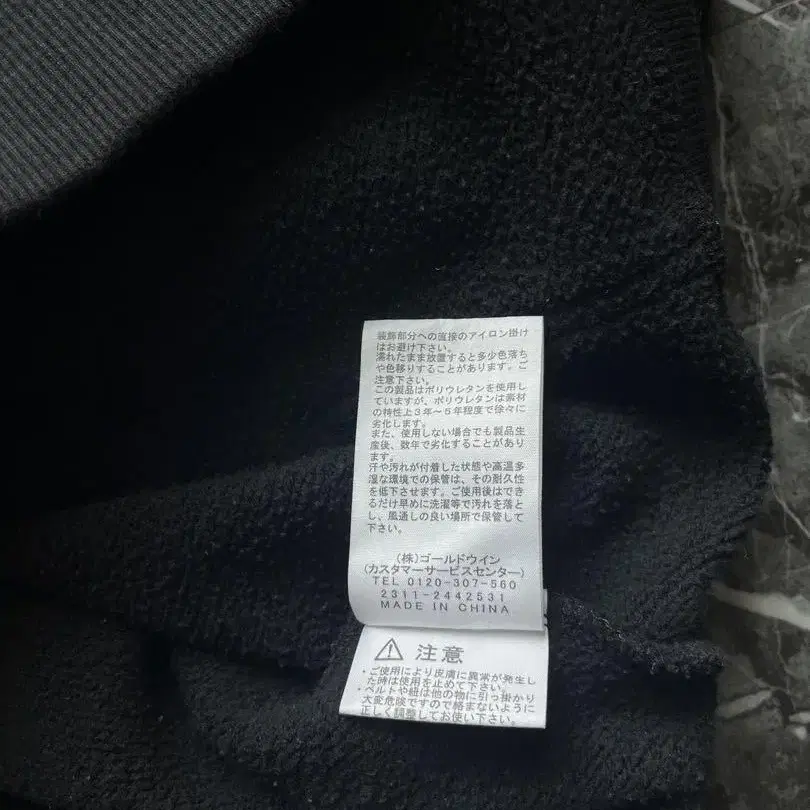 装飾部分への直接のアイロン掛け
はお避け下さい。
濡れたまま放置すると多少色落ち
や色移りすることがあります。ご
注意下さい。
この製品はポリウレタンを使用し
ていますが、ポリウレタンは素材
の特性上3年〜5年程度で徐々に
劣化します。
また、使用しない場合でも製品生
産後、数年で劣化することがあり
ます。
汗や汚れが付着した状態や高温多
湿な環境での保管は、その耐久性
を低下させます。ご使用後はでき
るだけ早めに洗濯等で汚れを落と
し、風通しの良い場所で保管して
下さい。
(株)ゴールドウイン
(カスタマーサービスセンター)
TEL 0120-307-560
2311-2442531
MADE IN CHINA
注意
・ご使用により皮膚に異常が発生し
た時は使用を止めて下さい。
・ベルトや紐は他の物に引っ掛かり
大変危険ですので絡まないように
正しく調整してお使い下さい。